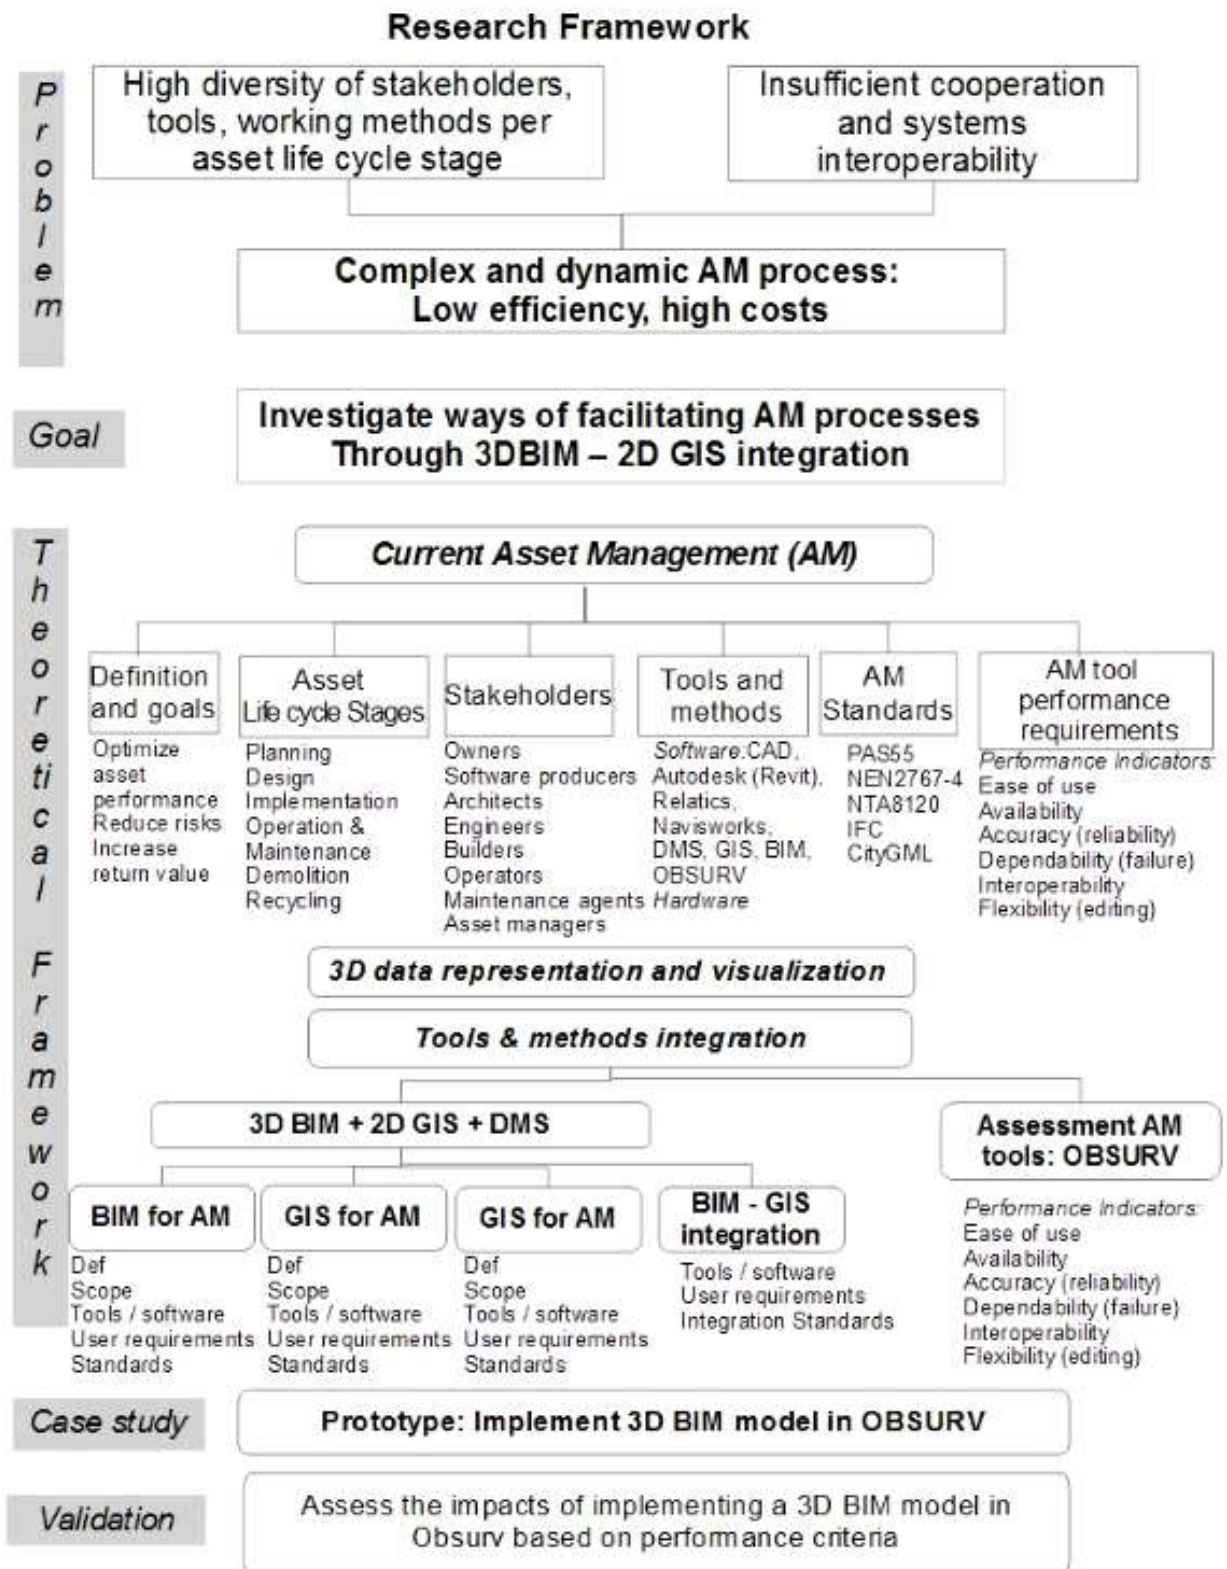 Research Framework
Problem
High diversity of stakeholders,
tools, working methods per
asset life cycle stage
Insufficient cooperation
and systems
interoperability
Complex and dynamic AM process:
Low efficiency, high costs
Goal
Investigate ways of facilitating AM processes
Through 3DBIM – 2D GIS integration
Theoretical Framework
Current Asset Management (AM)
Definition
and goals
Optimize
asset
performance
Reduce risks
Increase
return value
Asset
Life cycle Stages
Planning
Design
Implementation
Operation &
Maintenance
Demolition
Recycling
Stakeholders
Owners
Software producers
Architects
Engineers
Builders
Operators
Maintenance agents
Asset managers
Tools and
methods
Software:CAD,
Autodesk (Revit),
Relatics,
Navisworks,
DMS, GIS, BIM,
OBSURV
Hardware
AM
Standards
PAS55
NEN2767-4
NTA8120
IFC
CityGML
AM tool
performance
requirements
Performance Indicators:
Ease of use
Availability
Accuracy (reliability)
Dependability (failure)
Interoperability
Flexibility (editing)
3D data representation and visualization
Tools & methods integration
3D BIM + 2D GIS + DMS
BIM for AM
Def
Scope
Tools / software
User requirements
Standards
GIS for AM
Def
Scope
Tools / software
User requirements
Standards
GIS for AM
Def
Scope
Tools / software
User requirements
Standards
BIM - GIS
integration
Tools / software
User requirements
Integration Standards
Assessment AM
tools: OBSURV
Performance Indicators:
Ease of use
Availability
Accuracy (reliability)
Dependability (failure)
Interoperability
Flexibility (editing)
Case study
Prototype: Implement 3D BIM model in OBSURV
Validation
Assess the impacts of implementing a 3D BIM model in
Obsurv based on performance criteria